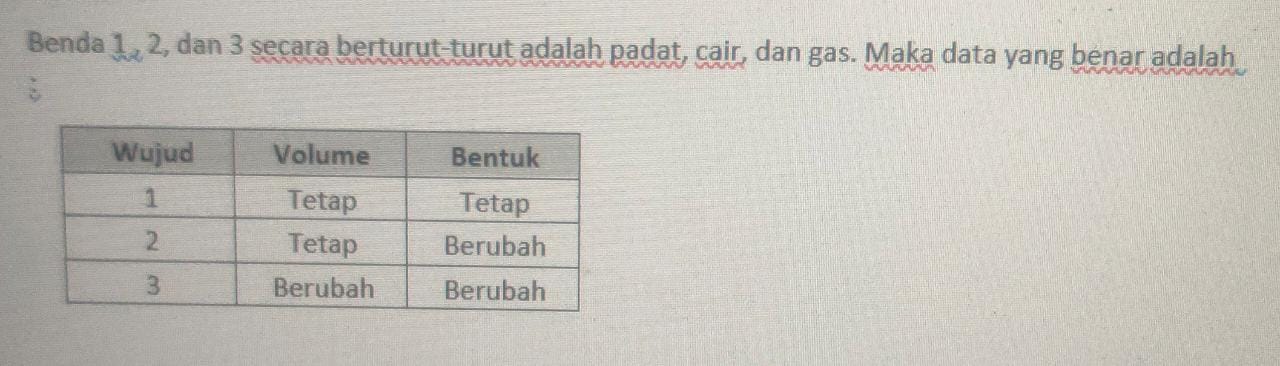 Benda 1, 2, dan 3 secara berturut-turut adalah padat, cair, dan gas. Maka data yang benar adalah
:
Wujud Volume Bentuk
1 Tetap Tetap
2 Tetap Berubah
3 Berubah Berubah